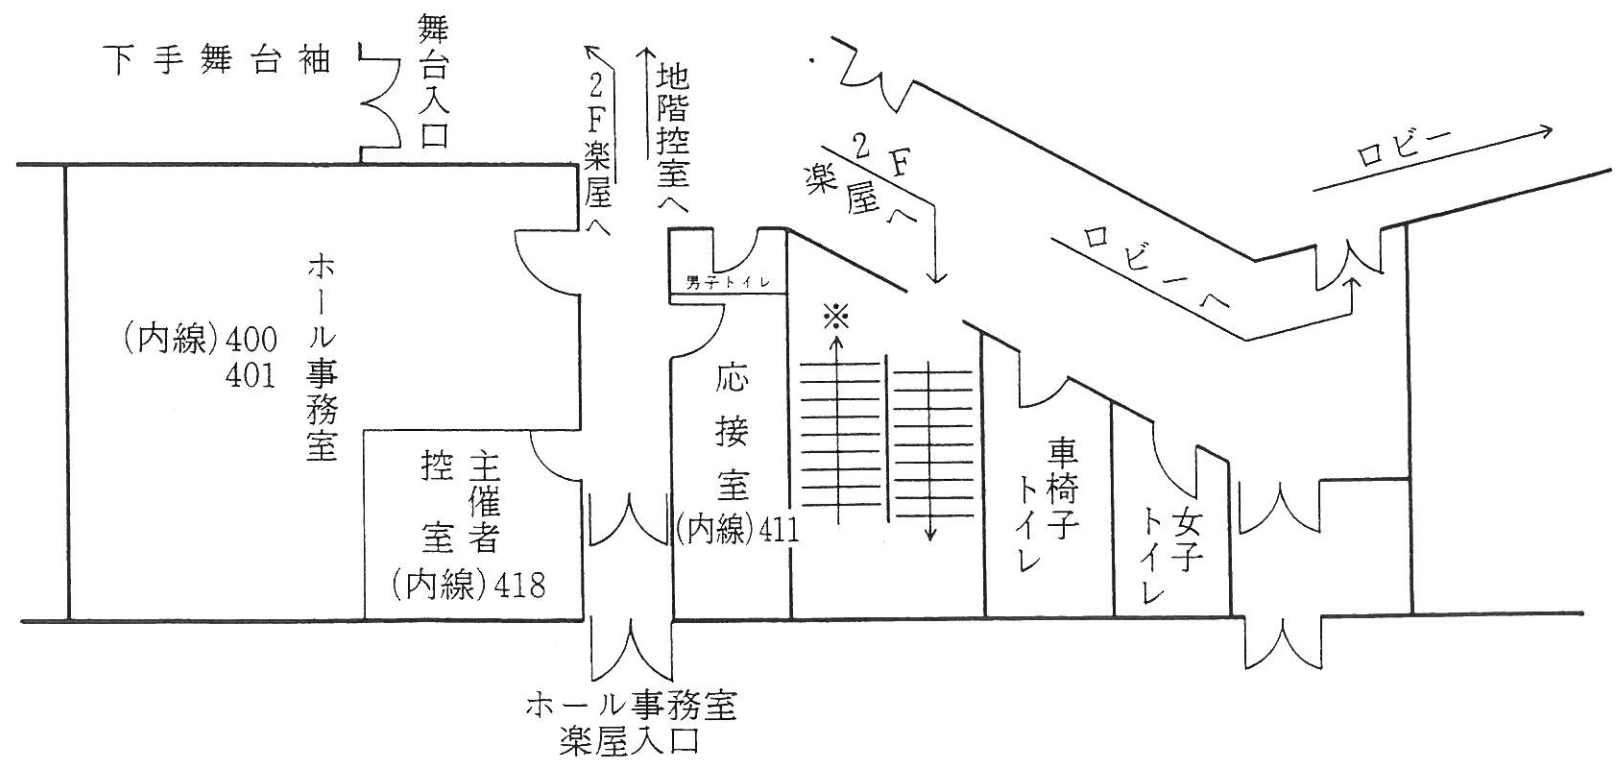 下手舞台袖
舞台入口
2F楽屋へ
地階控室へ
2F
楽屋へ
ロビー
ロビーへ
男子トイレ
ホール事務室
(内線)400
401
※
応接室
(内線)411
主催者
控室
(内線)418
車椅子
トイレ
女子
トイレ
ホール事務室
楽屋入口